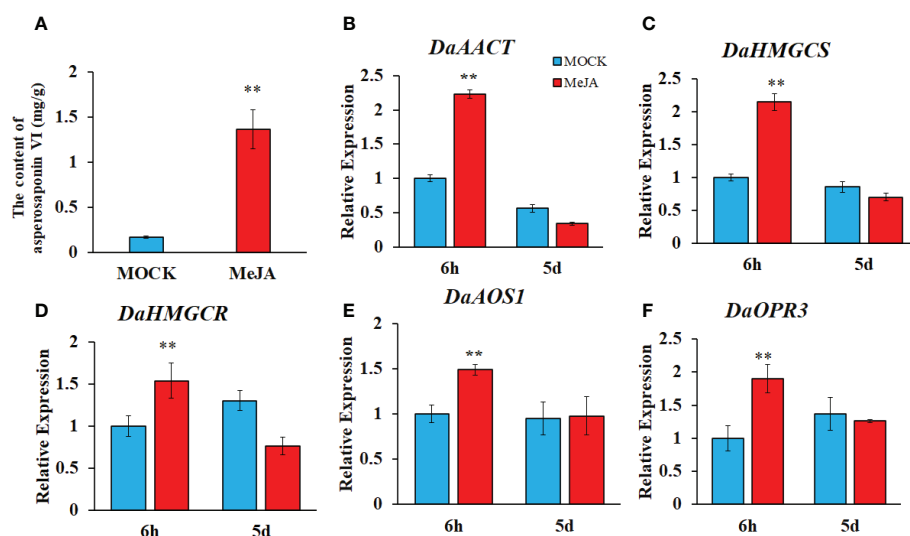 A
The content of
asperosaponin VI (mg/g)
2
1.5
1
0.5
0
**
MOCK
MeJA
B
DaAACT
MOCK
MeJA
Relative Expression
2.5
2
1.5
1
0.5
0
**
6h
5d
C
DaHMGCS
Relative Expression
2.5
2
1.5
1
0.5
0
**
6h
5d
D
DaHMGCR
Relative Expression
2
1.5
1
0.5
0
**
6h
5d
E
DaAOS1
Relative Expression
2
1.5
1
0.5
0
**
6h
5d
F
DaOPR3
Relative Expression
2.5
2
1.5
1
0.5
0
**
6h
5d